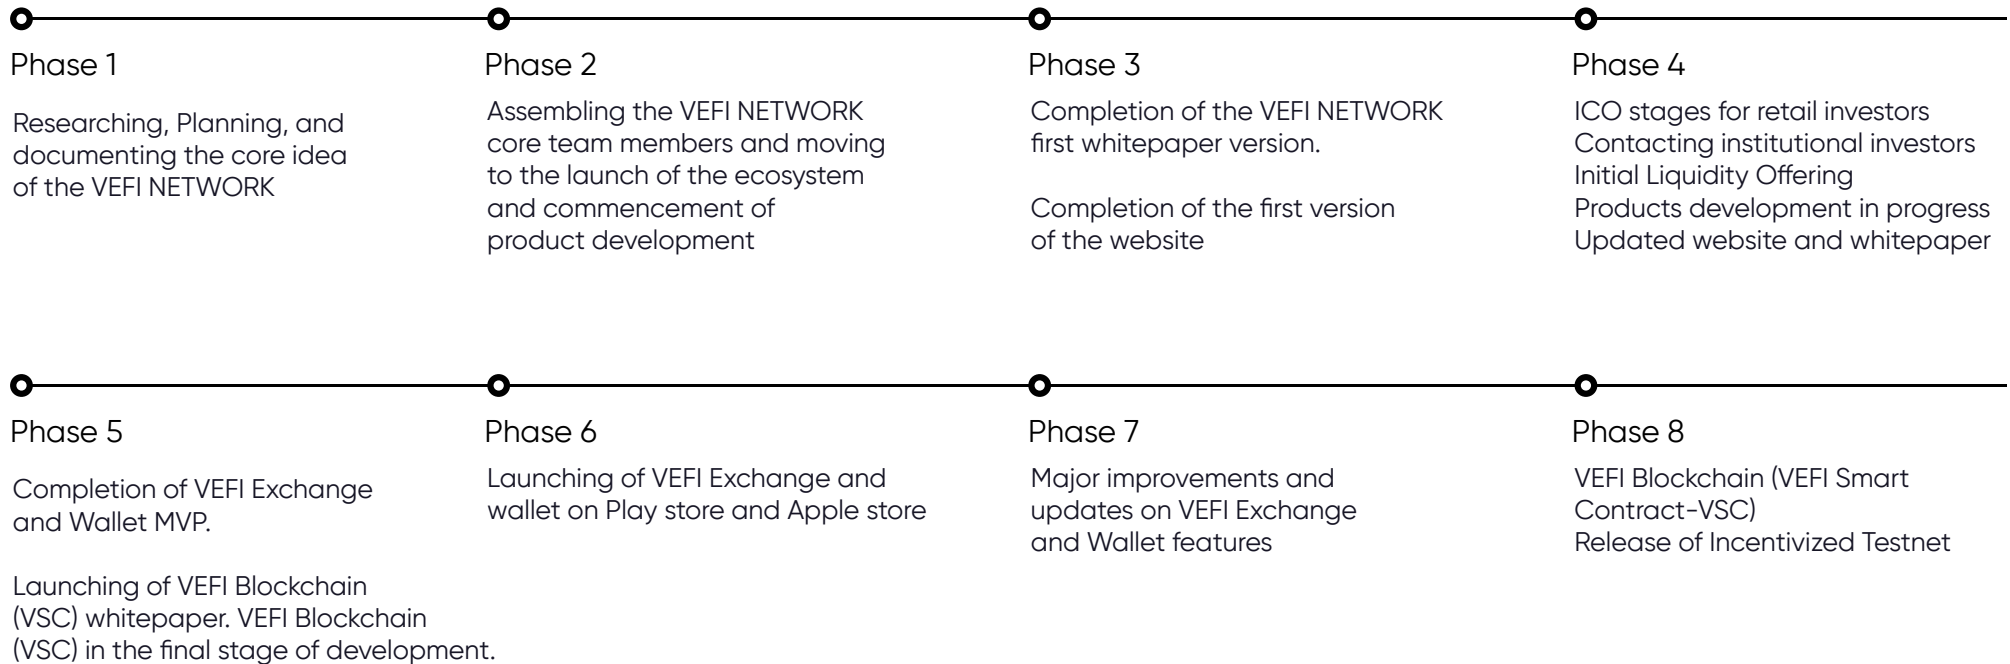 Phase 1
Researching, Planning, and
documenting the core idea
of the VEFI NETWORK
Phase 2
Assembling the VEFI NETWORK
core team members and moving
to the launch of the ecosystem
and commencement of
product development
Phase 3
Completion of the VEFI NETWORK
first whitepaper version.
Completion of the first version
of the website
Phase 4
ICO stages for retail investors
Contacting institutional investors
Initial Liquidity Offering
Products development in progress
Updated website and whitepaper
Phase 5
Completion of VEFI Exchange
and Wallet MVP.
Launching of VEFI Blockchain
(VSC) whitepaper. VEFI Blockchain
(VSC) in the final stage of development.
Phase 6
Launching of VEFI Exchange and
wallet on Play store and Apple store
Phase 7
Major improvements and
updates on VEFI Exchange
and Wallet features
Phase 8
VEFI Blockchain (VEFI Smart
Contract-VSC)
Release of Incentivized Testnet